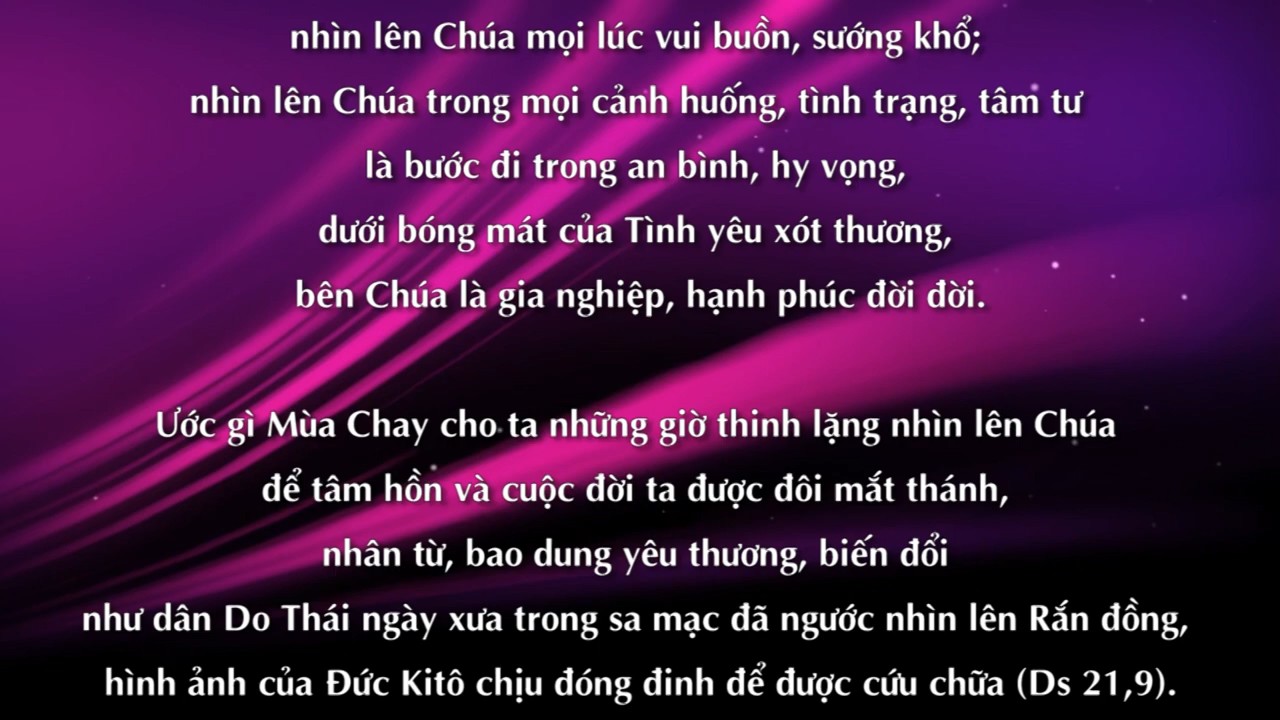 nhìn lên Chúa mọi lúc vui buồn, sướng khổ;
nhìn lên Chúa trong mọi cảnh huống, tình trạng, tâm tư
là bước đi trong an bình, hy vọng,
dưới bóng mát của Tình yêu xót thương,
bên Chúa là gia nghiệp, hạnh phúc đời đời.
Ước gì Mùa Chay cho ta những giờ thinh lặng nhìn lên Chúa
để tâm hồn và cuộc đời ta được đôi mắt thánh,
nhân từ, bao dung yêu thương, biến đổi
như dân Do Thái ngày xưa trong sa mạc đã ngước nhìn lên Rắn đồng,
hình ảnh của Đức Kitô chịu đóng đinh để được cứu chữa (Ds 21,9).